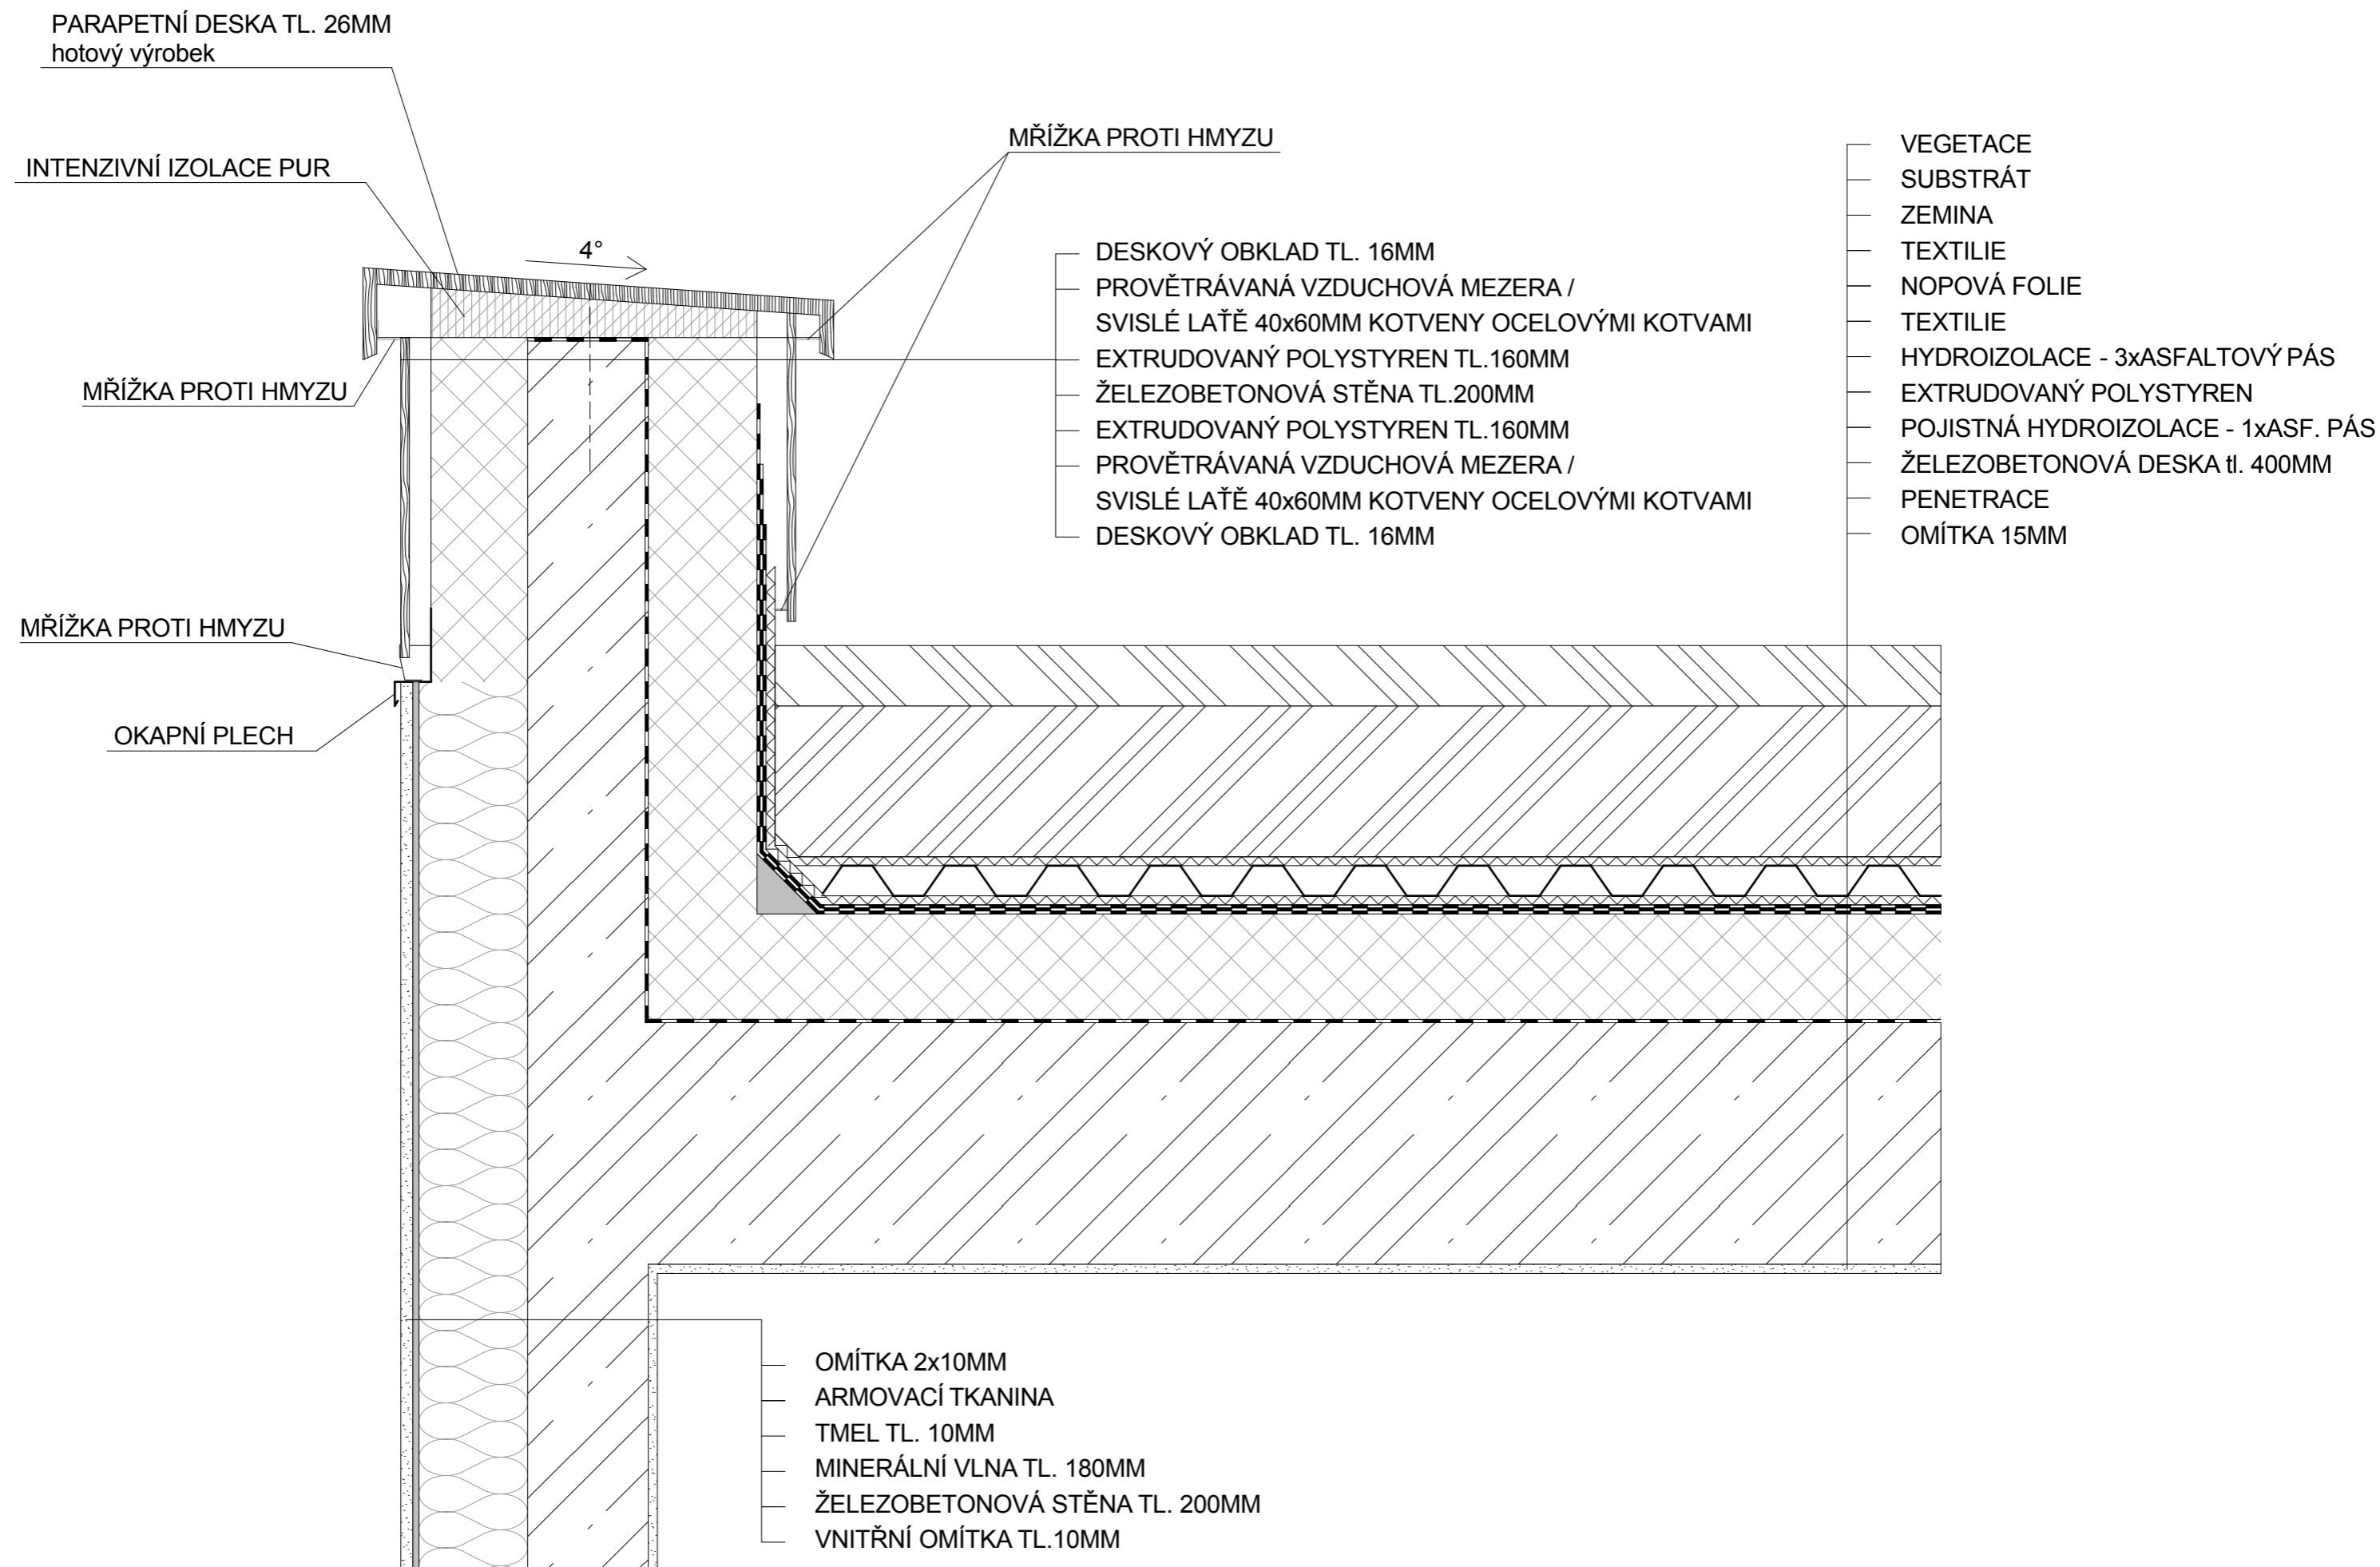 PARAPETNÍ DESKA TL. 26MM
hotový výrobek
INTENZIVNÍ IZOLACE PUR
4°
MŘÍŽKA PROTI HMYZU
MŘÍŽKA PROTI HMYZU
MŘÍŽKA PROTI HMYZU
OKAPNÍ PLECH
DESKOVÝ OBKLAD TL. 16MM
PROVĚTRÁVANÁ VZDUCHOVÁ MEZERA /
SVISLÉ LAŤĚ 40x60MM KOTVENY OCELOVÝMI KOTVAMI
EXTRUDOVANÝ POLYSTYREN TL.160MM
ŽELEZOBETONOVÁ STĚNA TL.200MM
EXTRUDOVANÝ POLYSTYREN TL.160MM
PROVĚTRÁVANÁ VZDUCHOVÁ MEZERA /
SVISLÉ LAŤĚ 40x60MM KOTVENY OCELOVÝMI KOTVAMI
DESKOVÝ OBKLAD TL. 16MM
VEGETACE
SUBSTRÁT
ZEMINA
TEXTILIE
NOPOVÁ FOLIE
TEXTILIE
HYDROIZOLACE - 3xASFALTOVÝ PÁS
EXTRUDOVANÝ POLYSTYREN
POJISTNÁ HYDROIZOLACE - 1xASF. PÁS
ŽELEZOBETONOVÁ DESKA tl. 400MM
PENETRACE
OMÍTKA 15MM
OMÍTKA 2x10MM
ARMOVACÍ TKANINA
TMEL TL. 10MM
MINERÁLNÍ VLNA TL. 180MM
ŽELEZOBETONOVÁ STĚNA TL. 200MM
VNITŘNÍ OMÍTKA TL.10MM